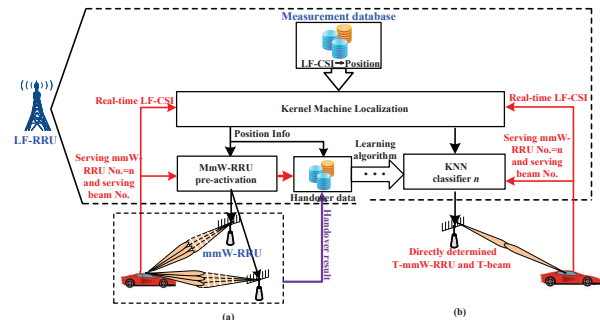 Measurement database
LF-CSI → Position
Real-time LF-CSI
Real-time LF-CSI
Kernel Machine Localization
LF-RRU
Position Info
Serving mmW-
RRU No.=n
and serving
beam No.
MmW-RRU
pre-activation
Handover data
Learning
algorithm
KNN
classifier n
Serving mmW-
RRU No.=n
and serving
beam No.
mmW-RRU
Handover result
Directly determined
T-mmW-RRU and T-beam
(a)
(b)